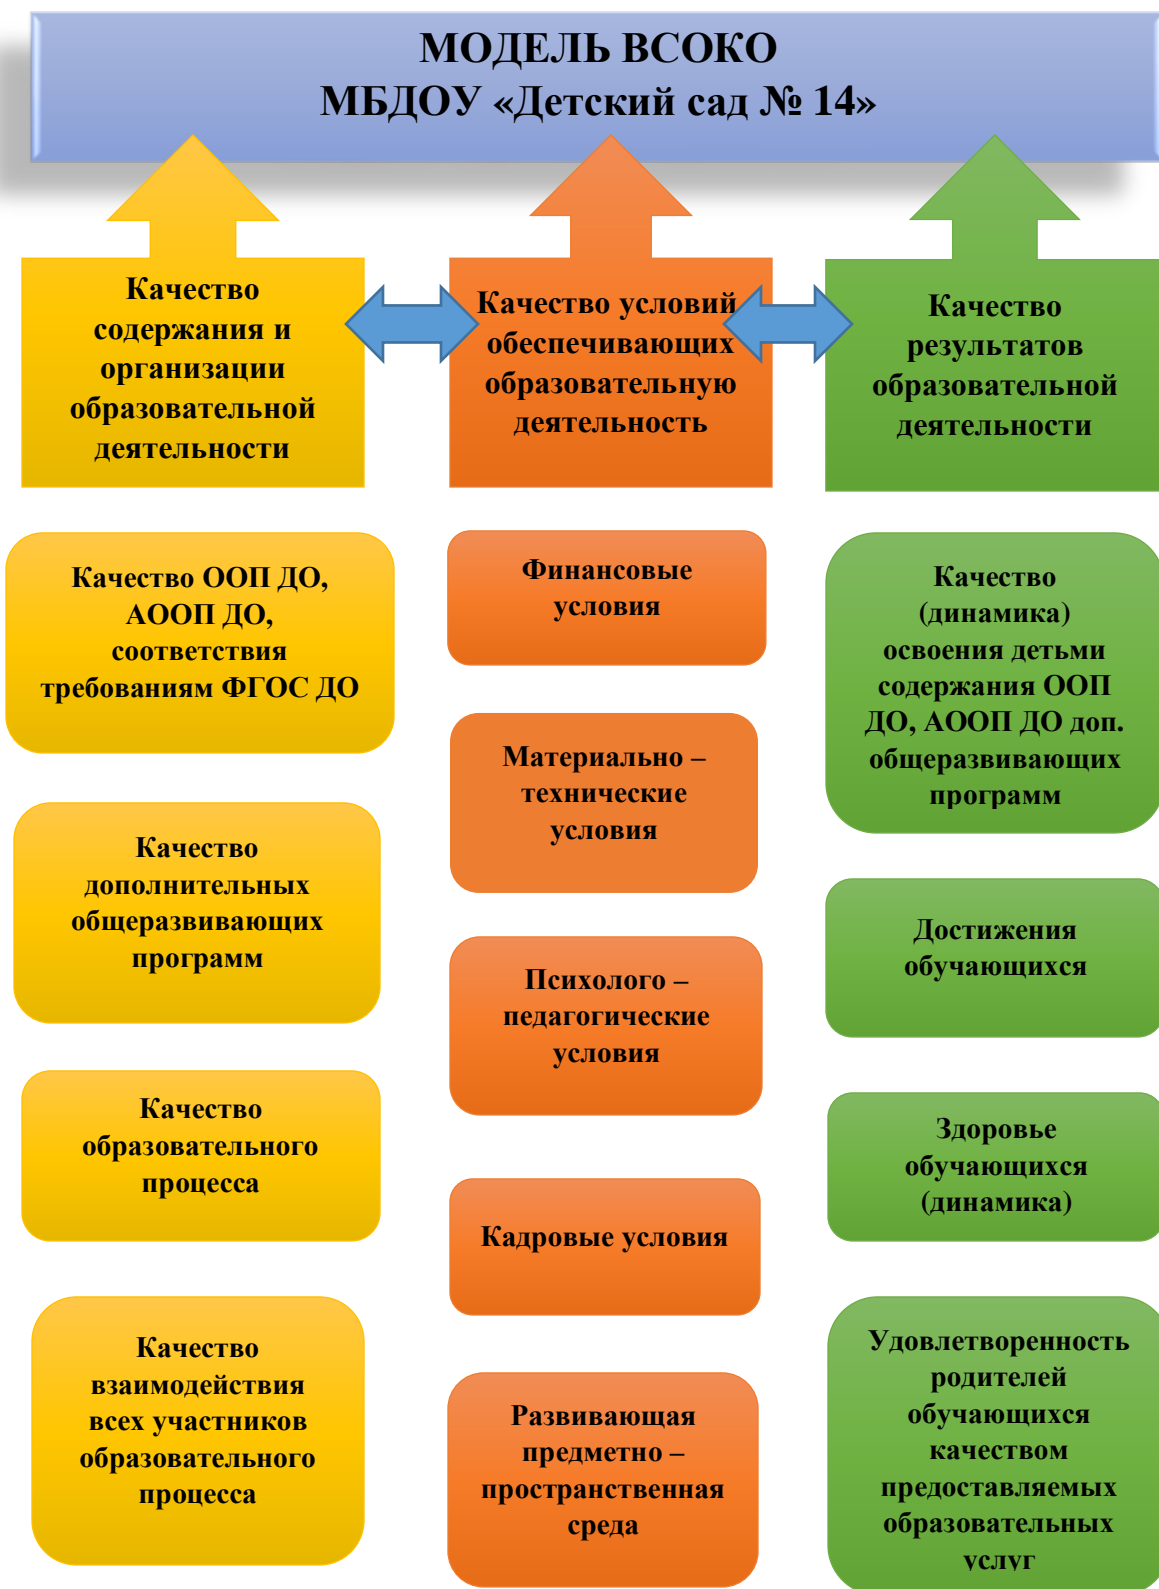 МОДЕЛЬ ВСОКО
МБДОУ «Детский сад № 14»
Качество
содержания и
организации
образовательной
деятельности
Качество условий
обеспечивающих
образовательную
деятельность
Качество
результатов
образовательной
деятельности
Качество ООП ДО,
АООП ДО,
соответствия
требованиям ФГОС ДО
Качество
дополнительных
общеразвивающих
программ
Качество
образовательного
процесса
Качество
взаимодействия
всех участников
образовательного
процесса
Финансовые
условия
Материально –
технические
условия
Психолого –
педагогические
условия
Кадровые условия
Развивающая
предметно –
пространственная
среда
Качество
(динамика)
освоения детьми
содержания ООП
ДО, АООП ДО доп.
общеразвивающих
программ
Достижения
обучающихся
Здоровье
обучающихся
(динамика)
Удовлетворенность
родителей
обучающихся
качеством
предоставляемых
образовательных
услуг